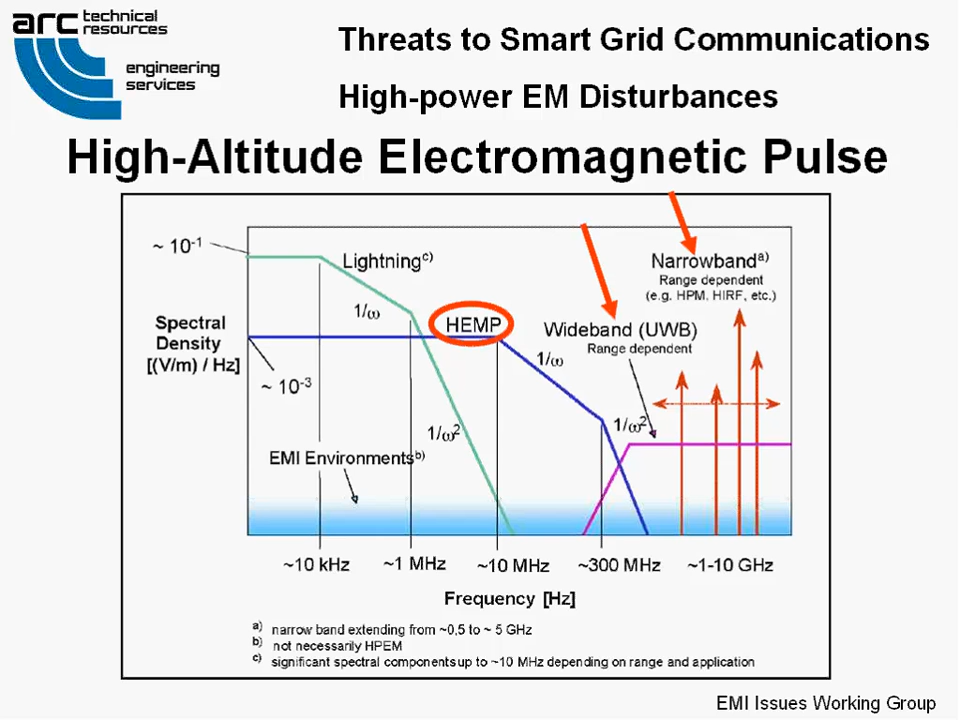 arc technical
resources
engineering
services
Threats to Smart Grid Communications
High-power EM Disturbances
High-Altitude Electromagnetic Pulse
~ 10⁻¹
Lightningᶜ⁾
Narrowbandᵃ⁾
Range dependent
(e.g. HPM, HIRF, etc.)
1/ω
Spectral
Density
[(V/m) / Hz]
HEMP
Wideband (UWB)
Range dependent
1/ω
~ 10⁻³
1/ω²
1/ω²
EMI Environmentsᵇ⁾
~10 kHz
~1 MHz
~10 MHz
~300 MHz
~1-10 GHz
Frequency [Hz]
a) narrow band extending from ~0,5 to ~ 5 GHz
b) not necessarily HPEM
c) significant spectral components up to ~10 MHz depending on range and application
EMI Issues Working Group